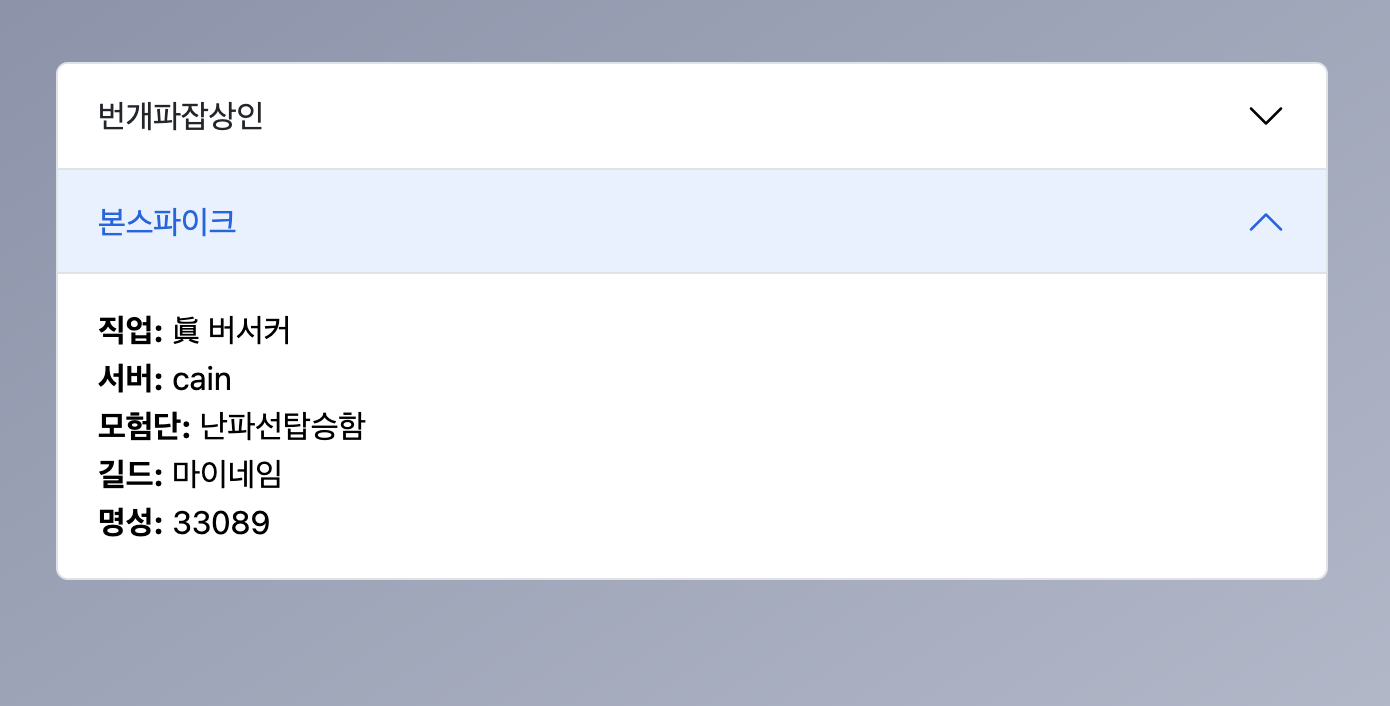 번개파잡상인
본스파이크
직업: 眞 버서커
서버: cain
모험단: 난파선탑승함
길드: 마이네임
명성: 33089